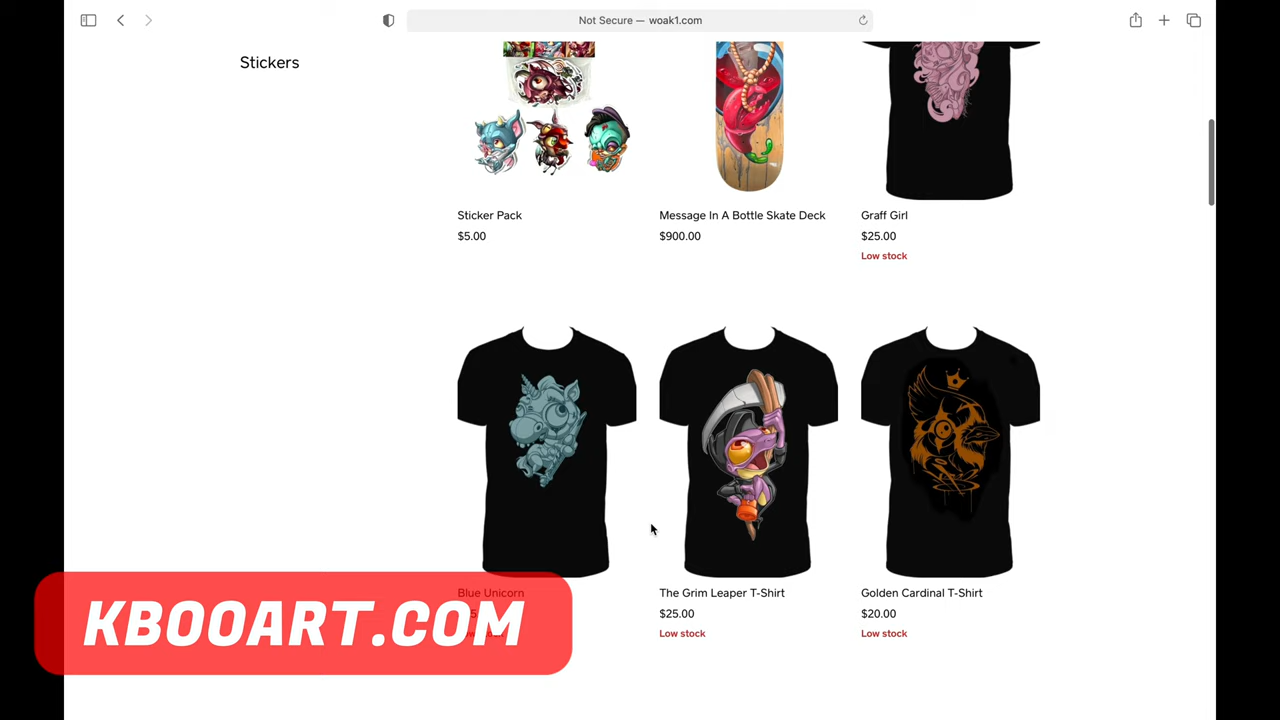 Not Secure — woak1.com
Stickers
Sticker Pack
$5.00
Message In A Bottle Skate Deck
$900.00
Graff Girl
$25.00
Low stock
Blue Unicorn
The Grim Leaper T-Shirt
$25.00
Low stock
Golden Cardinal T-Shirt
$20.00
Low stock
KBOOART.COM